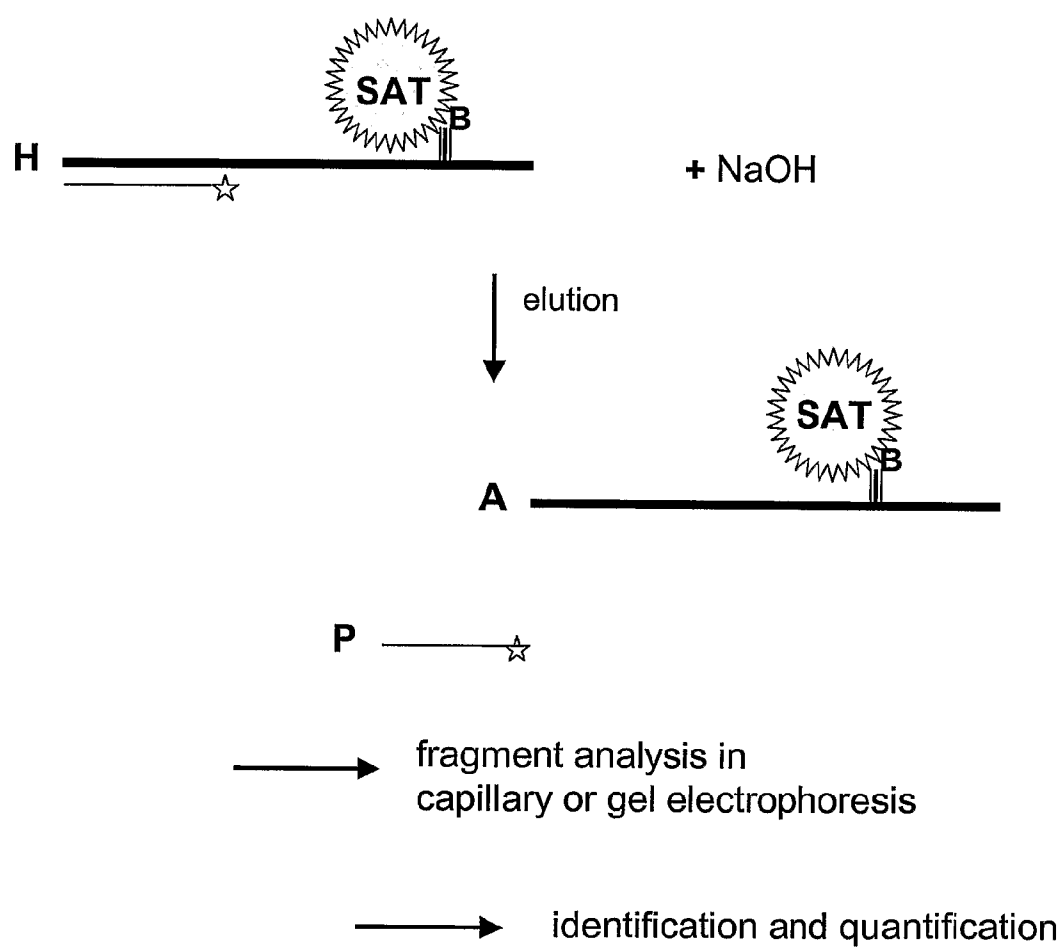 SAT
B
H
+ NaOH
elution
SAT
B
A
P
fragment analysis in
capillary or gel electrophoresis
identification and quantification